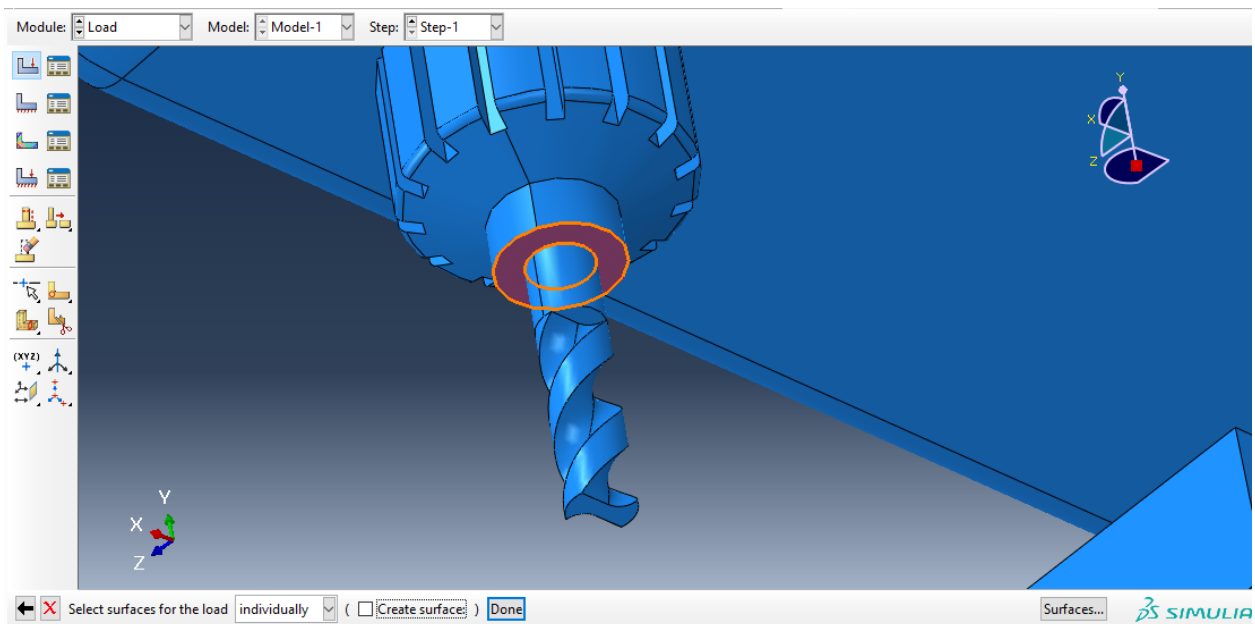 Module: Load Model: Model-1 Step: Step-1
Y
X
Z
(XYZ)
Y
X
Z
Select surfaces for the load individually ( Create surface: ) Done Surfaces... SIMULIA